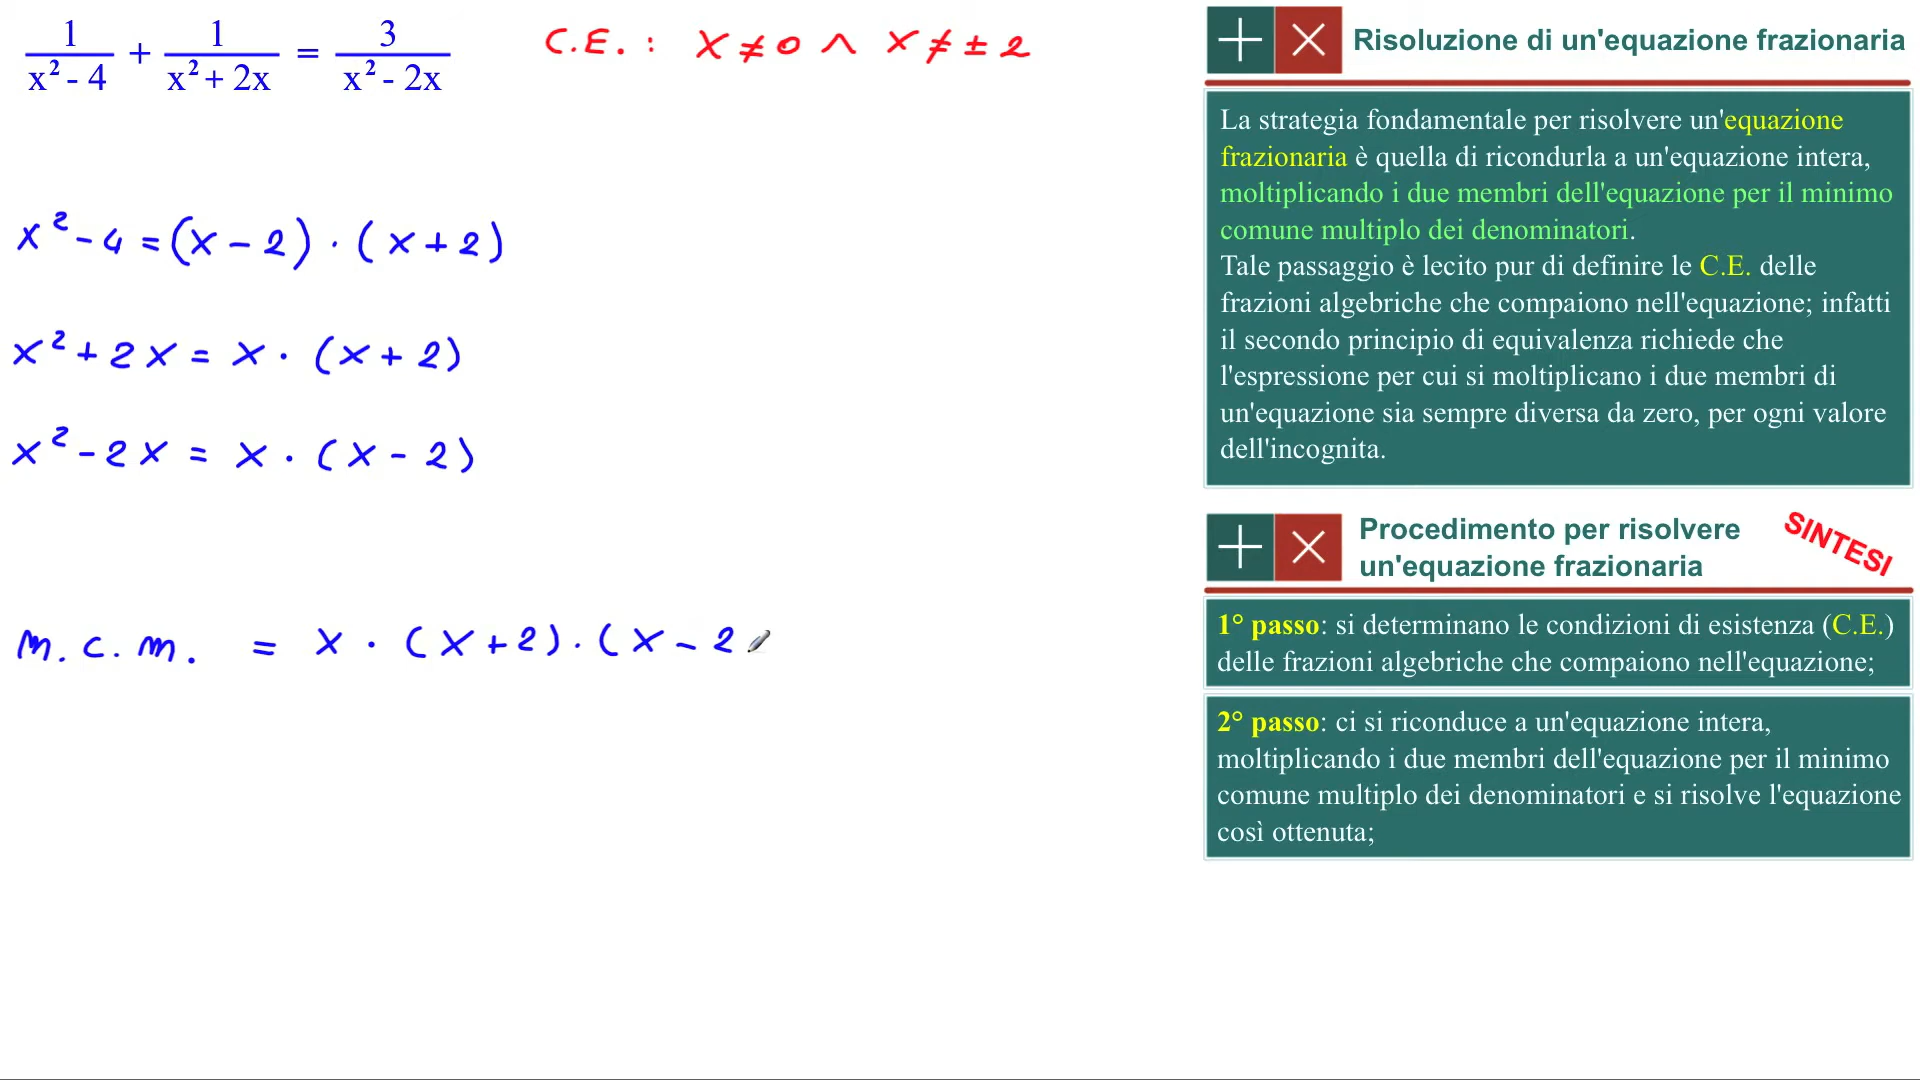 1/(x² - 4) + 1/(x² + 2x) = 3/(x² - 2x)
C.E. : x ≠ 0 ∧ x ≠ ± 2
x² - 4 = (x - 2) · (x + 2)
x² + 2x = x · (x + 2)
x² - 2x = x · (x - 2)
m.c.m. = x · (x + 2) · (x - 2
Risoluzione di un'equazione frazionaria
La strategia fondamentale per risolvere un'equazione
frazionaria è quella di ricondurla a un'equazione intera,
moltiplicando i due membri dell'equazione per il minimo
comune multiplo dei denominatori.
Tale passaggio è lecito pur di definire le C.E. delle
frazioni algebriche che compaiono nell'equazione; infatti
il secondo principio di equivalenza richiede che
l'espressione per cui si moltiplicano i due membri di
un'equazione sia sempre diversa da zero, per ogni valore
dell'incognita.
Procedimento per risolvere
un'equazione frazionaria
SINTESI
1° passo: si determinano le condizioni di esistenza (C.E.)
delle frazioni algebriche che compaiono nell'equazione;
2° passo: ci si riconduce a un'equazione intera,
moltiplicando i due membri dell'equazione per il minimo
comune multiplo dei denominatori e si risolve l'equazione
così ottenuta;